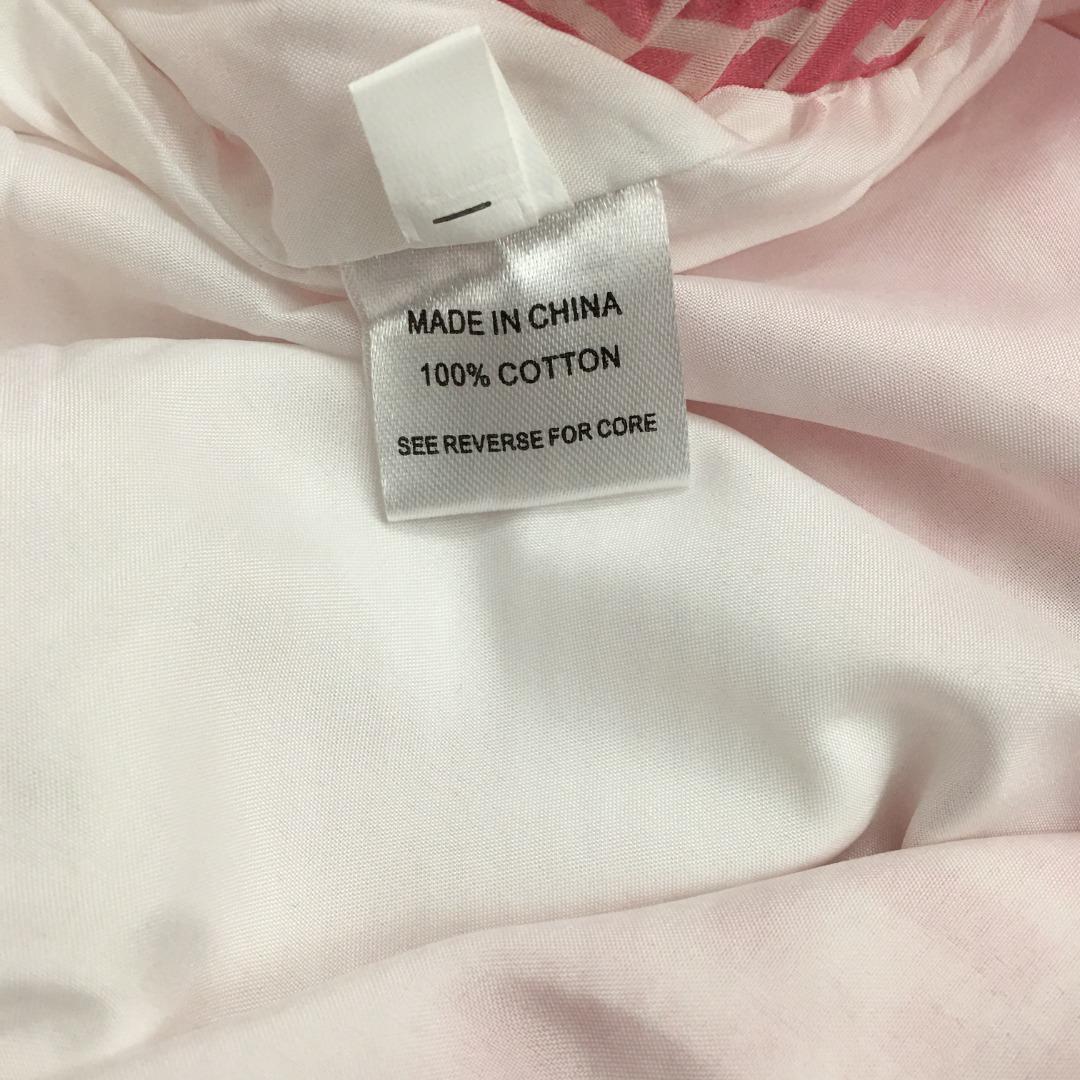 MADE IN CHINA
100% COTTON
SEE REVERSE FOR CORE